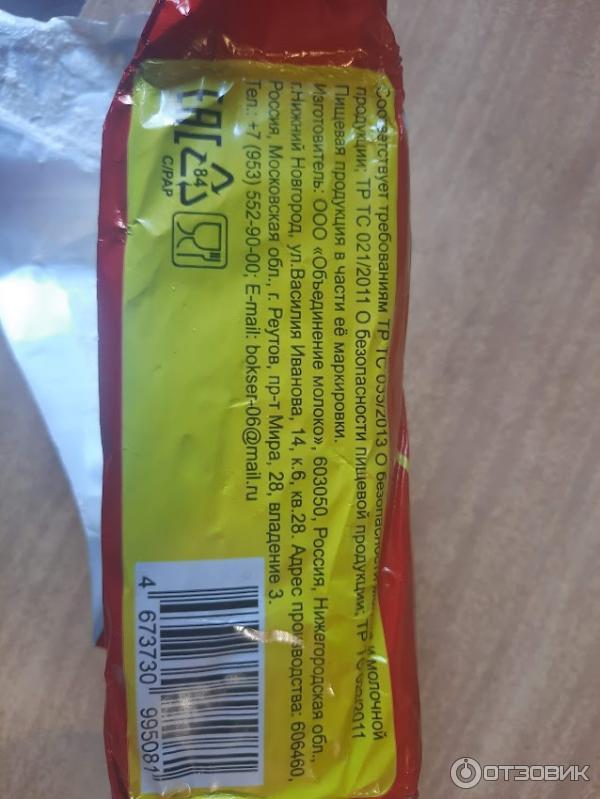 Соответствует требованиям ТР ТС 033/2013 О безопасности и молочной
продукции; ТР ТС 021/2011 О безопасности пищевой продукции; ТР ТС /2011
Пищевая продукция в части её маркировки.
Изготовитель: ООО «Объединение молоко», 603050, Россия, Нижегородская обл.,
г.Нижний Новгород, ул.Василия Иванова, 14, к.6, кв.28. Адрес производства: 606460,
Россия, Московская обл., г. Реутов, пр-т Мира, 28, владение 3.
Тел.: +7 (953) 552-90-00; E-mail: bokser-06@mail.ru
EAC
84
C/PAP
4 673730 995081
ОТЗОВИК